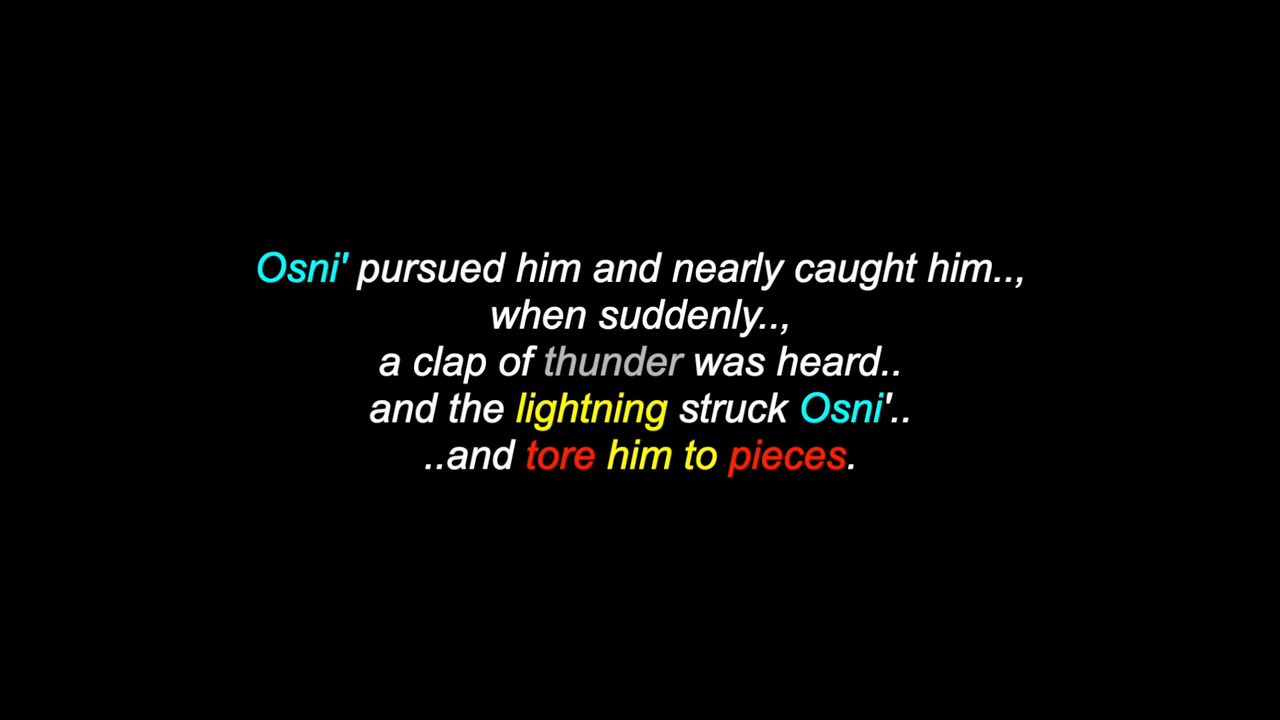 Osni' pursued him and nearly caught him..,
when suddenly..,
a clap of thunder was heard..
and the lightning struck Osni'..
..and tore him to pieces.